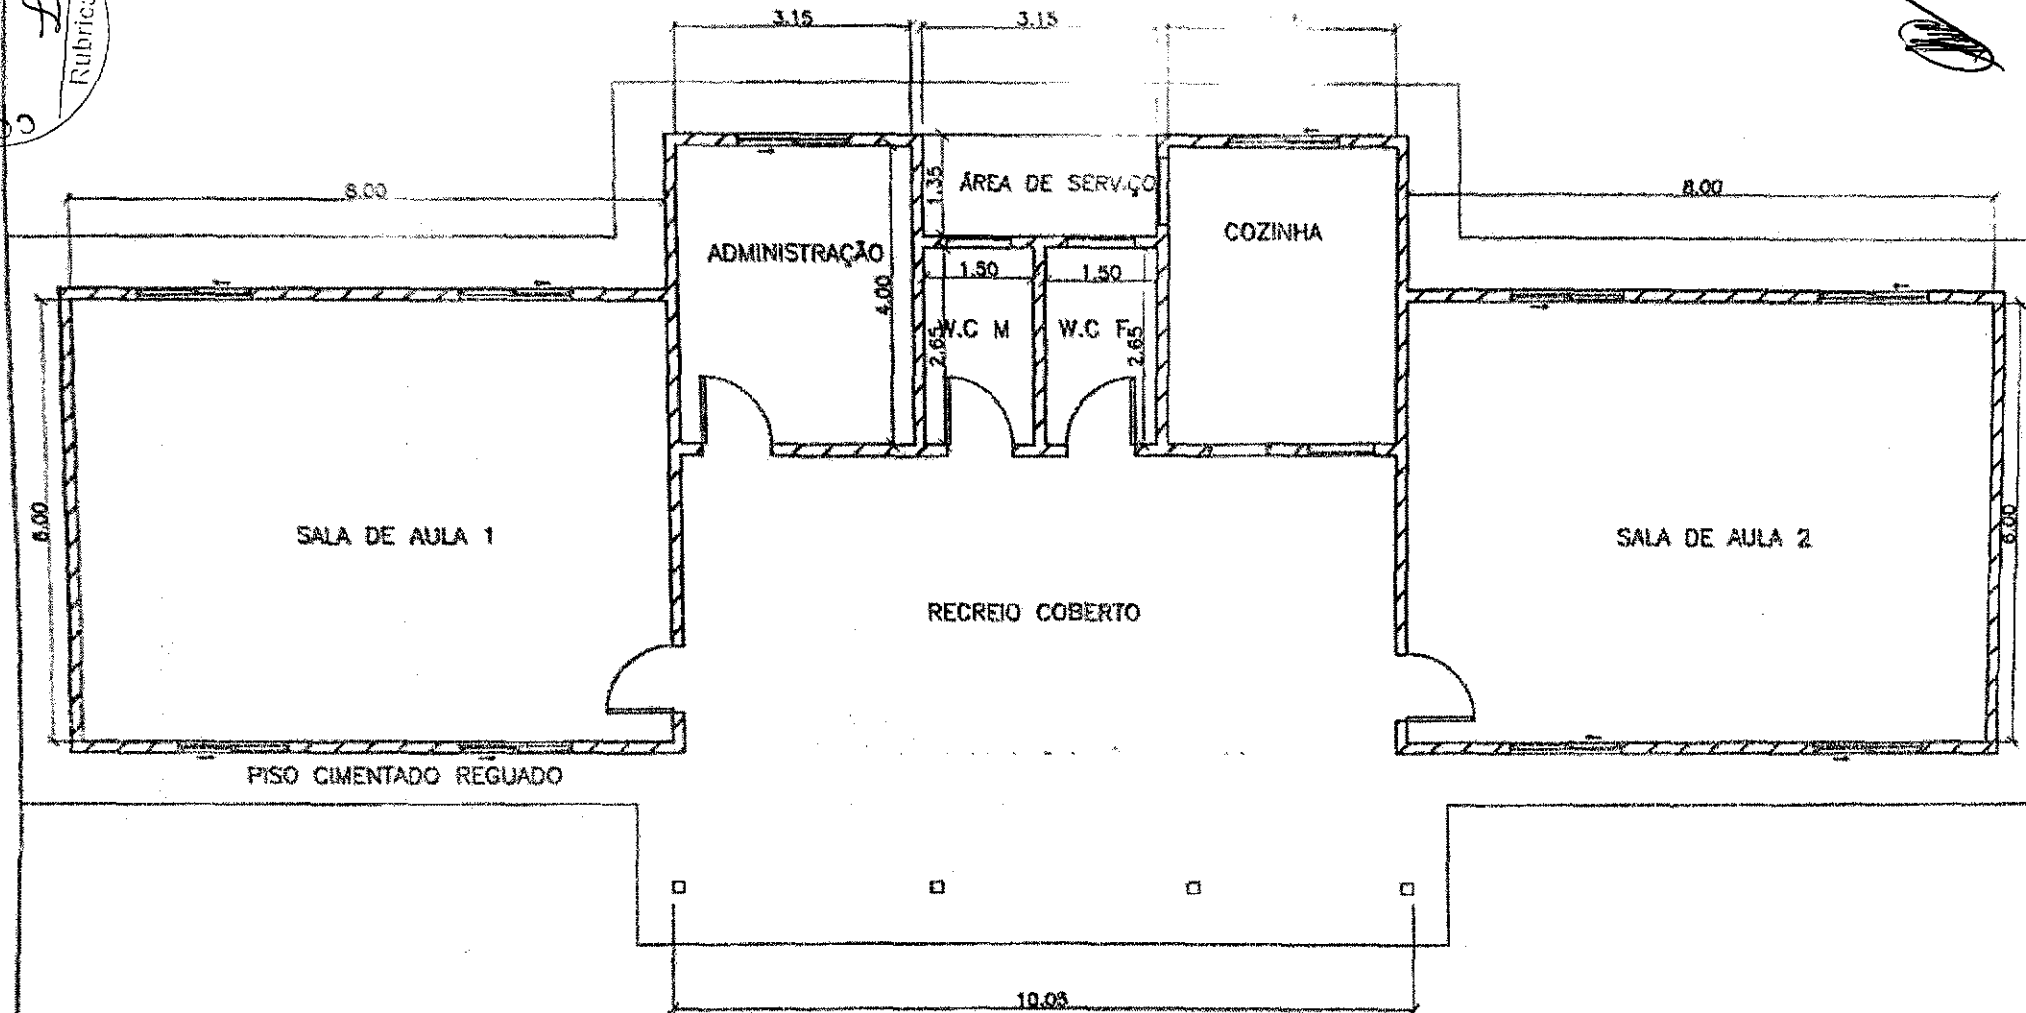 Rubrica
3.15
3.15
8.00
8.00
1.35
ÁREA DE SERVIÇO
ADMINISTRAÇÃO
COZINHA
1.50
1.50
4.00
W.C M
W.C F
2.65
2.65
6.00
SALA DE AULA 1
SALA DE AULA 2
6.00
RECREIO COBERTO
PISO CIMENTADO REGUADO
10.05